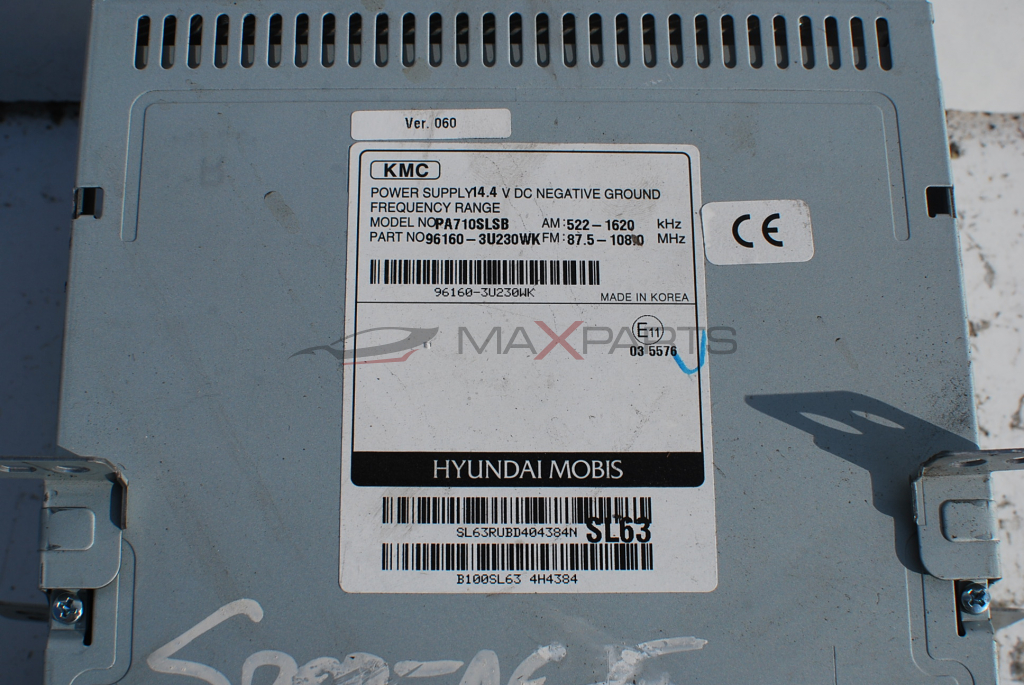 Ver. 060
KMC
POWER SUPPLY 14.4 V DC NEGATIVE GROUND
FREQUENCY RANGE
MODEL NO PA710SLSB AM: 522-1620 kHz
PART NO 96160-3U230WK FM: 87.5-108.0 MHz
CE
96160-3U230WK
MADE IN KOREA
E11
MAXPARTS
03 5576
HYUNDAI MOBIS
SL63RUBD404384N SL63
B100SL63 4H4384